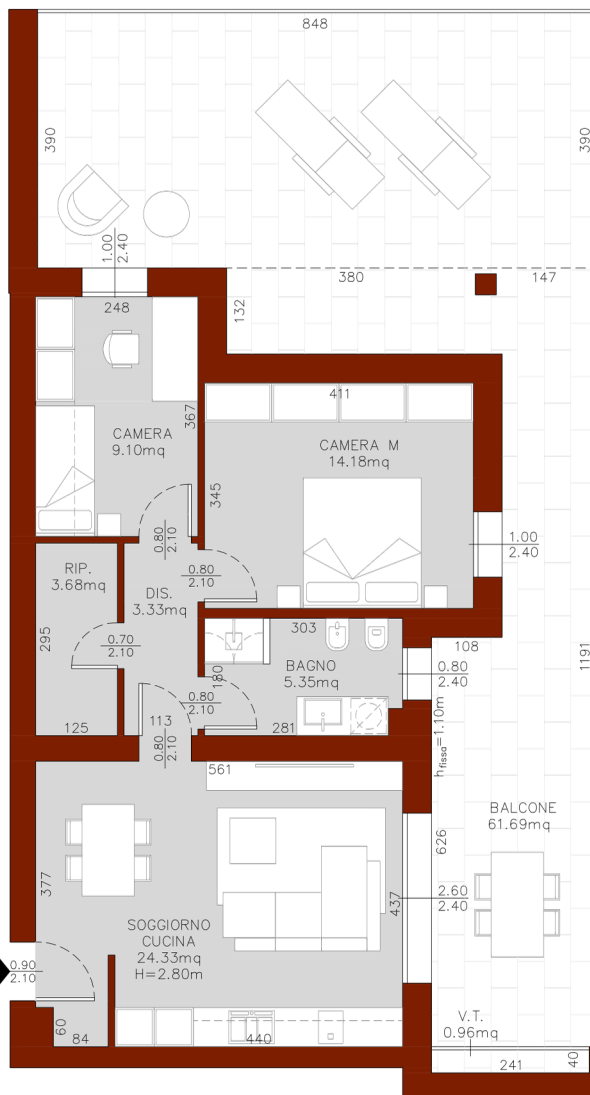 848
390
390
1.00
2.40
380
147
248
132
411
367
CAMERA
9.10mq
CAMERA M
14.18mq
345
0.80
2.10
1.00
2.40
RIP.
3.68mq
0.80
2.10
DIS.
3.33mq
303
295
0.70
2.10
108
1191
BAGNO
5.35mq
0.80
2.40
180
0.80
2.10
125
113
281
0.80
2.10
hfissa=1.10m
561
BALCONE
61.69mq
626
377
437
2.60
2.40
SOGGIORNO
CUCINA
24.33mq
H=2.80m
0.90
2.10
60
84
440
V.T.
0.96mq
241
40